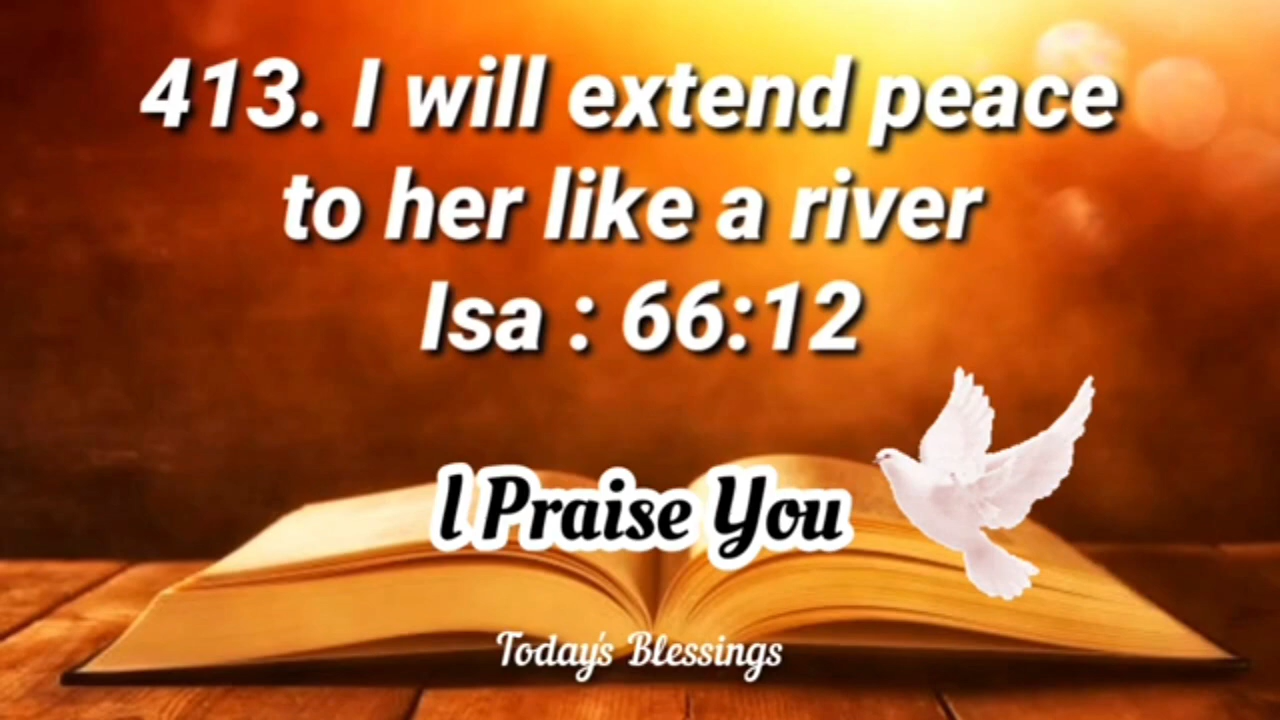 413. I will extend peace
to her like a river
Isa : 66:12
I Praise You
Today's Blessings